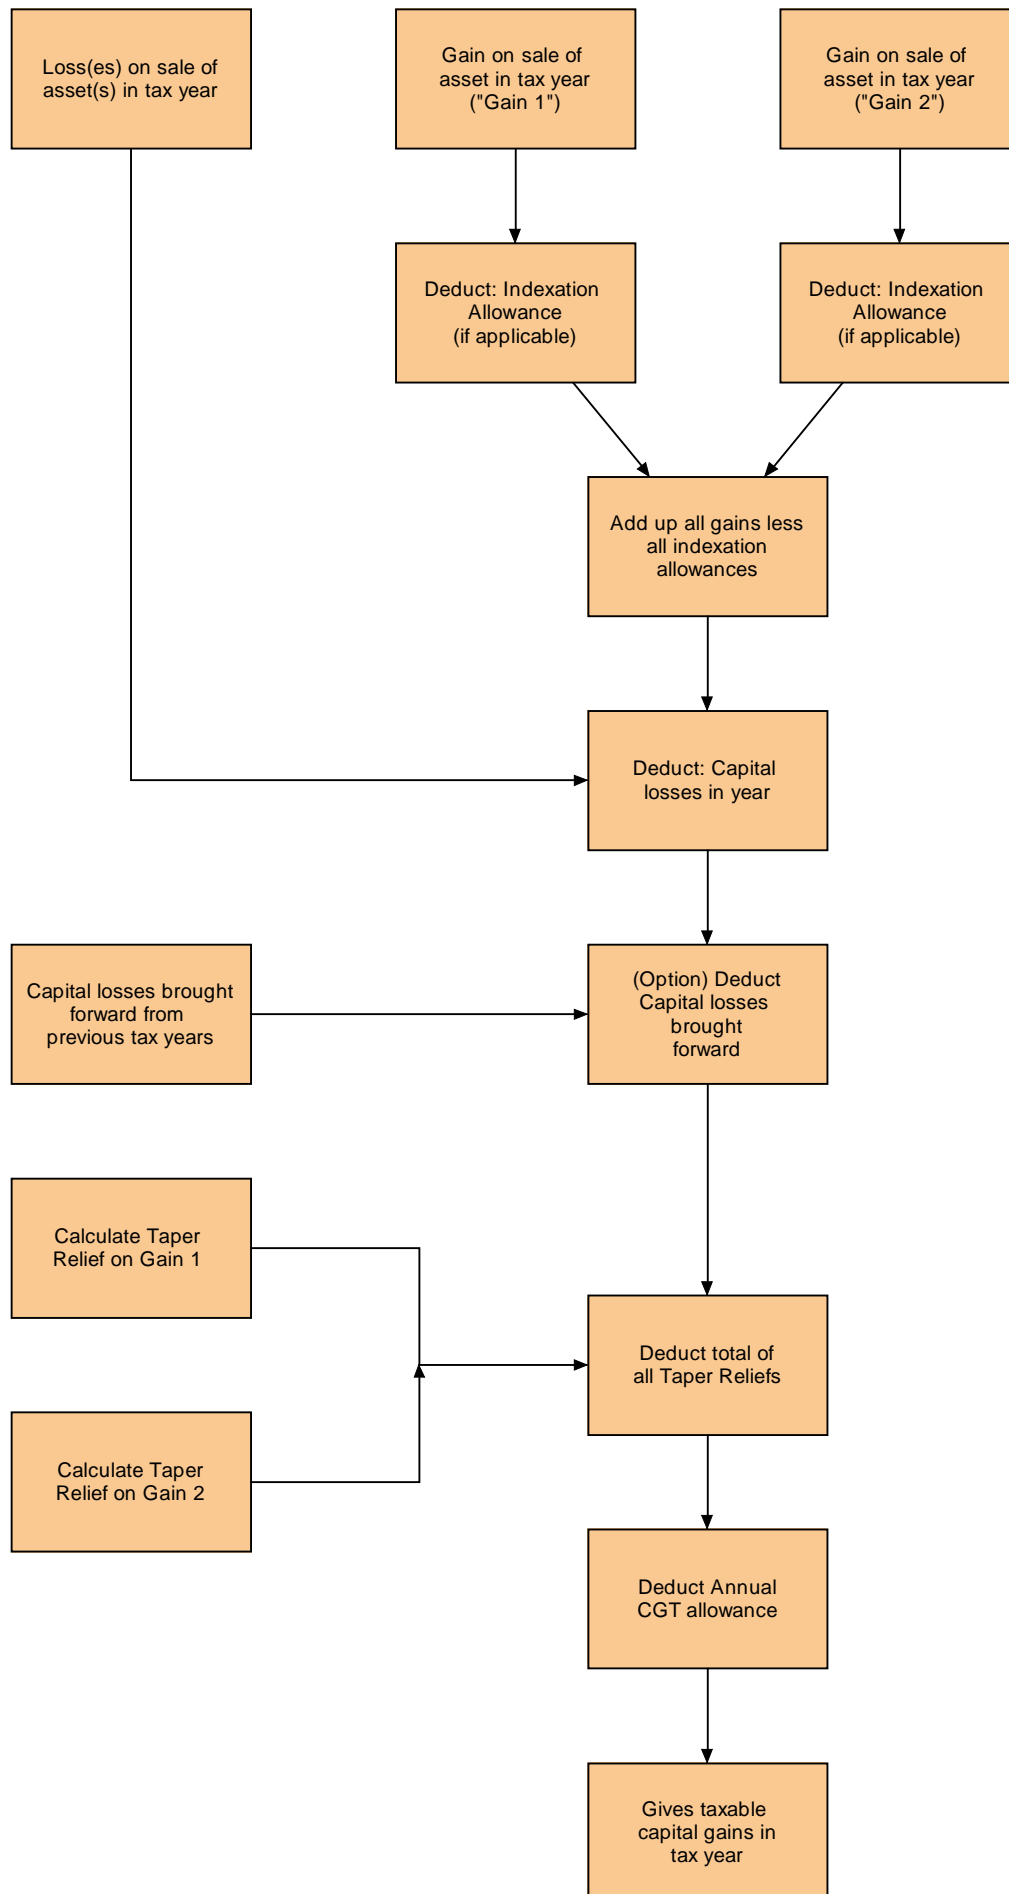 Loss(es) on sale of
asset(s) in tax year
Gain on sale of
asset in tax year
("Gain 1")
Gain on sale of
asset in tax year
("Gain 2")
Deduct: Indexation
Allowance
(if applicable)
Deduct: Indexation
Allowance
(if applicable)
Add up all gains less
all indexation
allowances
Deduct: Capital
losses in year
Capital losses brought
forward from
previous tax years
(Option) Deduct
Capital losses
brought
forward
Calculate Taper
Relief on Gain 1
Deduct total of
all Taper Reliefs
Calculate Taper
Relief on Gain 2
Deduct Annual
CGT allowance
Gives taxable
capital gains in
tax year